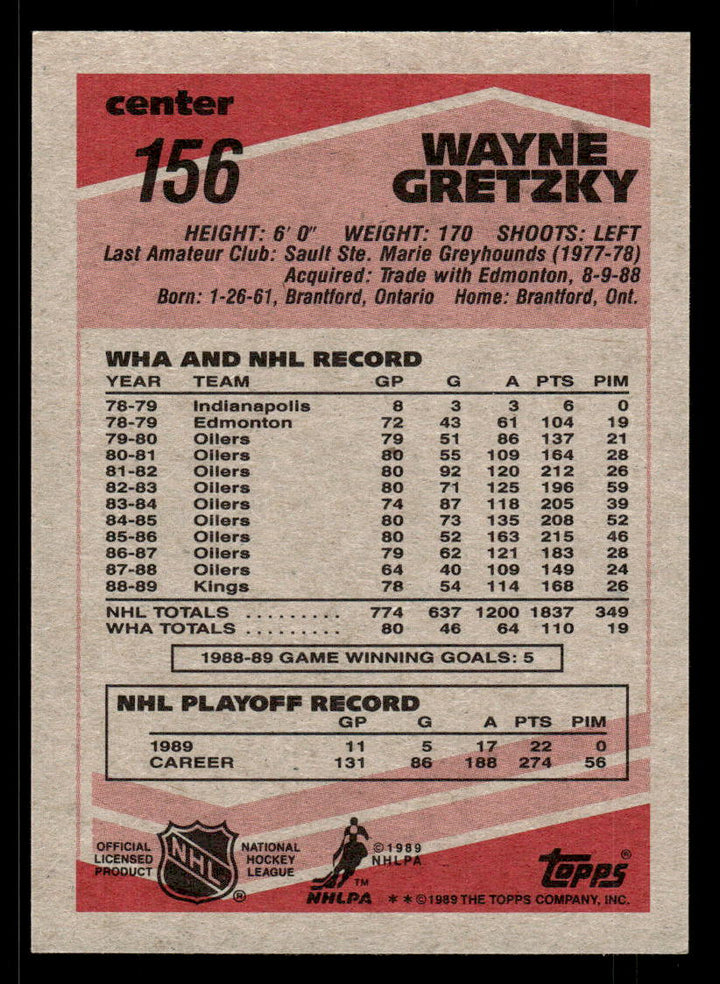 center
156
WAYNE
GRETZKY
HEIGHT: 6' 0" WEIGHT: 170 SHOOTS: LEFT
Last Amateur Club: Sault Ste. Marie Greyhounds (1977-78)
Acquired: Trade with Edmonton, 8-9-88
Born: 1-26-61, Brantford, Ontario Home: Brantford, Ont.
WHA AND NHL RECORD
YEAR TEAM GP G A PTS PIM
78-79 Indianapolis 8 3 3 6 0
78-79 Edmonton 72 43 61 104 19
79-80 Oilers 79 51 86 137 21
80-81 Oilers 80 55 109 164 28
81-82 Oilers 80 92 120 212 26
82-83 Oilers 80 71 125 196 59
83-84 Oilers 74 87 118 205 39
84-85 Oilers 80 73 135 208 52
85-86 Oilers 80 52 163 215 46
86-87 Oilers 79 62 121 183 28
87-88 Oilers 64 40 109 149 24
88-89 Kings 78 54 114 168 26
NHL TOTALS ......... 774 637 1200 1837 349
WHA TOTALS ......... 80 46 64 110 19
1988-89 GAME WINNING GOALS: 5
NHL PLAYOFF RECORD
GP G A PTS PIM
1989 11 5 17 22 0
CAREER 131 86 188 274 56
OFFICIAL
LICENSED
PRODUCT
NHL
®
NATIONAL
HOCKEY
LEAGUE
©1989
NHLPA
TM
NHLPA
topps®
**©1989 THE TOPPS COMPANY, INC.